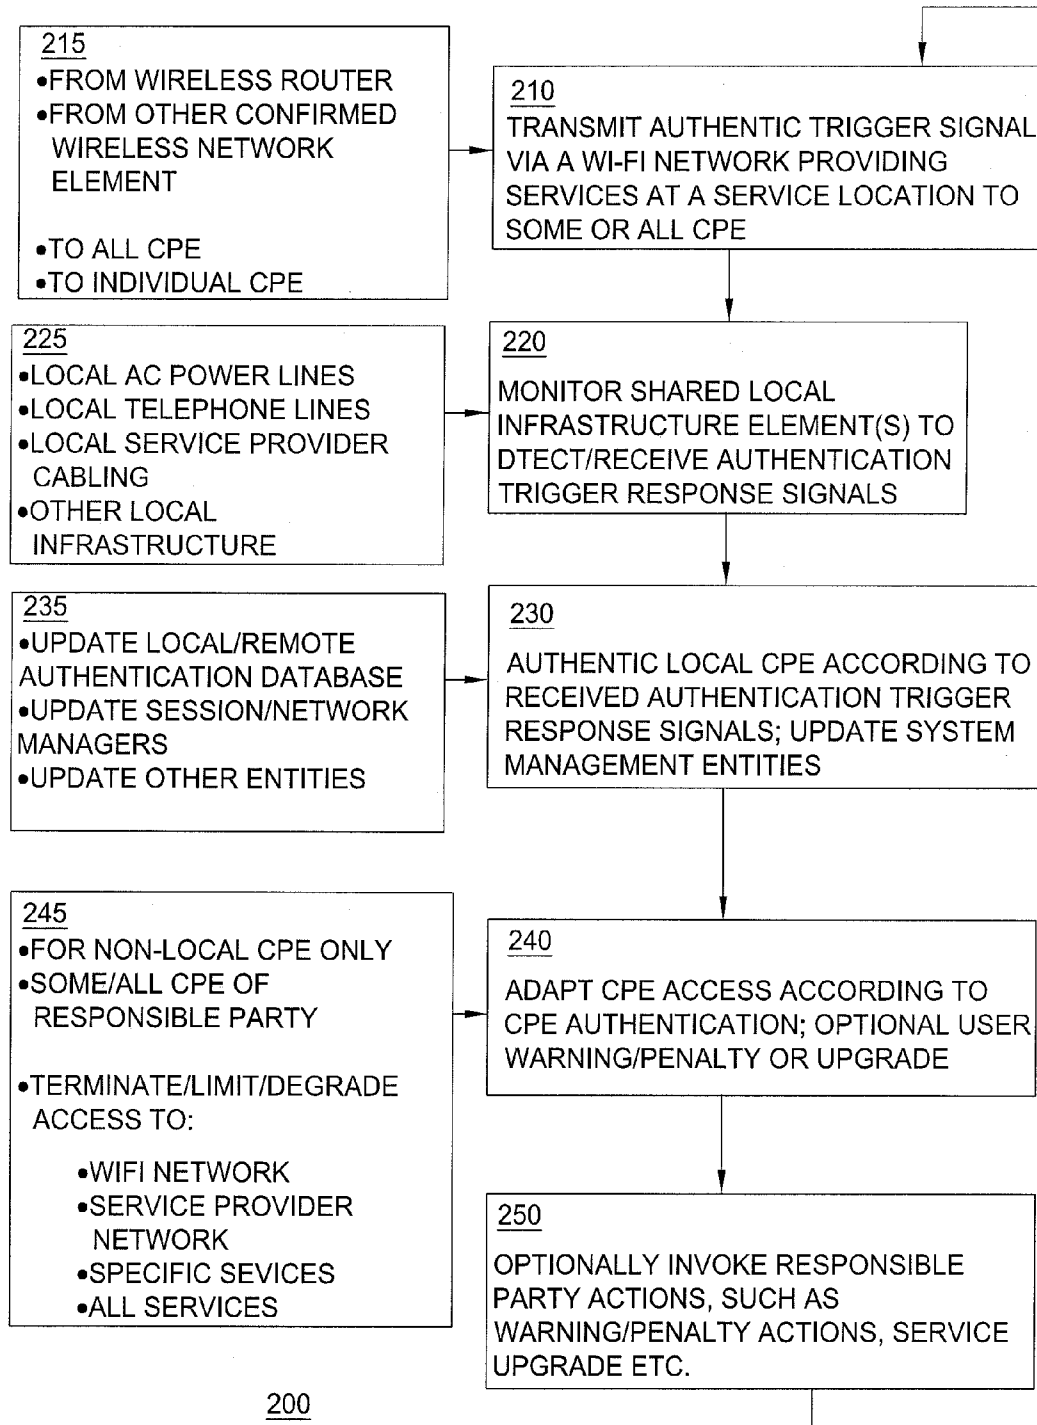 215
•FROM WIRELESS ROUTER
•FROM OTHER CONFIRMED
WIRELESS NETWORK
ELEMENT
•TO ALL CPE
•TO INDIVIDUAL CPE
210
TRANSMIT AUTHENTIC TRIGGER SIGNAL
VIA A WI-FI NETWORK PROVIDING
SERVICES AT A SERVICE LOCATION TO
SOME OR ALL CPE
225
•LOCAL AC POWER LINES
•LOCAL TELEPHONE LINES
•LOCAL SERVICE PROVIDER
CABLING
•OTHER LOCAL
INFRASTRUCTURE
220
MONITOR SHARED LOCAL
INFRASTRUCTURE ELEMENT(S) TO
DTECT/RECEIVE AUTHENTICATION
TRIGGER RESPONSE SIGNALS
235
•UPDATE LOCAL/REMOTE
AUTHENTICATION DATABASE
•UPDATE SESSION/NETWORK
MANAGERS
•UPDATE OTHER ENTITIES
230
AUTHENTIC LOCAL CPE ACCORDING TO
RECEIVED AUTHENTICATION TRIGGER
RESPONSE SIGNALS; UPDATE SYSTEM
MANAGEMENT ENTITIES
245
•FOR NON-LOCAL CPE ONLY
•SOME/ALL CPE OF
RESPONSIBLE PARTY
•TERMINATE/LIMIT/DEGRADE
ACCESS TO:
•WIFI NETWORK
•SERVICE PROVIDER
NETWORK
•SPECIFIC SEVICES
•ALL SERVICES
240
ADAPT CPE ACCESS ACCORDING TO
CPE AUTHENTICATION; OPTIONAL USER
WARNING/PENALTY OR UPGRADE
250
OPTIONALLY INVOKE RESPONSIBLE
PARTY ACTIONS, SUCH AS
WARNING/PENALTY ACTIONS, SERVICE
UPGRADE ETC.
200